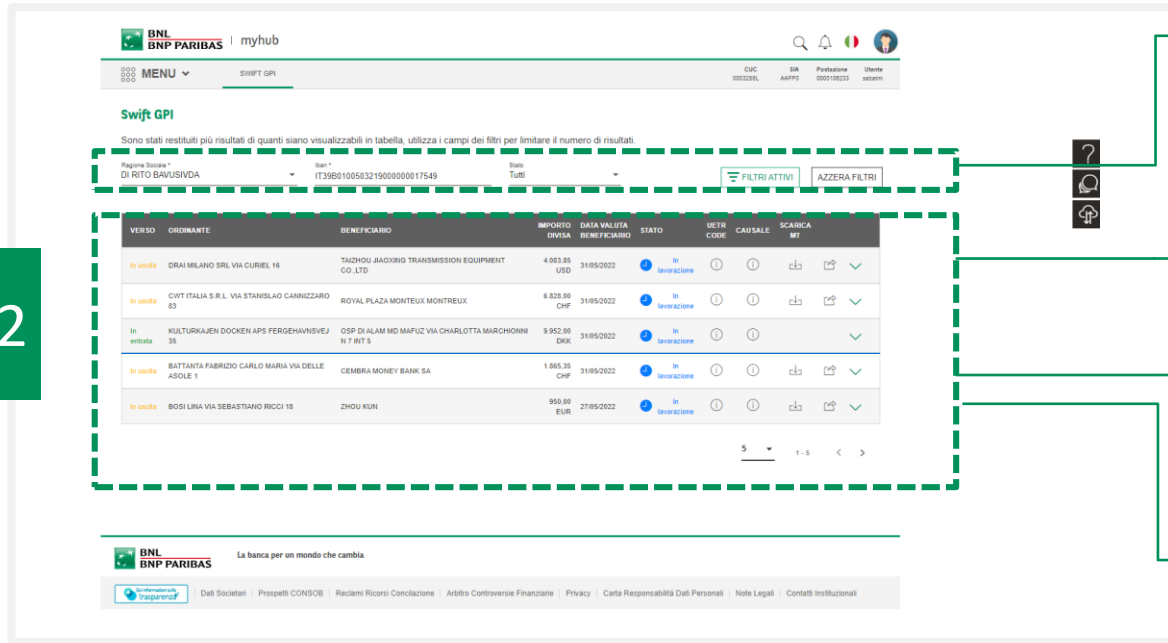 BNL
BNP PARIBAS | myhub
MENU
SWIFT GPI
CUC
0003288L
SIA
AAFP0
Postazione
0000108233
Utente
sabatini
Swift GPI
Sono stati restituiti più risultati di quanti siano visualizzabili in tabella, utilizza i campi dei filtri per limitare il numero di risultati.
Ragione Sociale *
DI RITO BAVUSIVDA
Iban *
IT39B0100503219000000017549
Stato
Tutti
FILTRI ATTIVI
AZZERA FILTRI
2
VERSO ORDINANTE BENEFICIARIO IMPORTO DIVISA DATA VALUTA BENEFICIARIO STATO UETR CODE CAUSALE SCARICA MT
In uscita DRAI MILANO SRL VIA CURIEL 16 TAIZHOU JIAOXING TRANSMISSION EQUIPMENT CO.,LTD 4.083,85 USD 31/05/2022 In lavorazione
In uscita CWT ITALIA S.R.L. VIA STANISLAO CANNIZZARO 83 ROYAL PLAZA MONTEUX MONTREUX 6.828,00 CHF 31/05/2022 In lavorazione
In entrata KULTURKAJEN DOCKEN APS FERGEHAVNSVEJ 35 OSP DI ALAM MD MAFUZ VIA CHARLOTTA MARCHIONNI N 7 INT 5 9.952,00 DKK 31/05/2022 In lavorazione
In uscita BATTANTA FABRIZIO CARLO MARIA VIA DELLE ASOLE 1 CEMBRA MONEY BANK SA 1.865,35 CHF 31/05/2022 In lavorazione
In uscita BOSI LINA VIA SEBASTIANO RICCI 18 ZHOU KUN 950,00 EUR 27/05/2022 In lavorazione
5
1 - 5
BNL
BNP PARIBAS
La banca per un mondo che cambia
trasparenza
Dati Societari | Prospetti CONSOB | Reclami Ricorsi Conciliazione | Arbitro Controversie Finanziarie | Privacy | Carta Responsabilità Dati Personali | Note Legali | Contatti Instituzionali